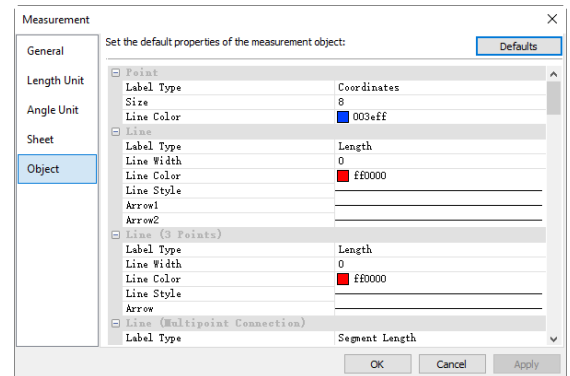 Measurement
General
Length Unit
Angle Unit
Sheet
Object
Set the default properties of the measurement object:
Defaults
Point
Label Type Coordinates
Size 8
Line Color 003eff
Line
Label Type Length
Line Width 0
Line Color ff0000
Line Style
Arrow1
Arrow2
Line (3 Points)
Label Type Length
Line Width 0
Line Color ff0000
Line Style
Arrow
Line (Multipoint Connection)
Label Type Segment Length
OK Cancel Apply